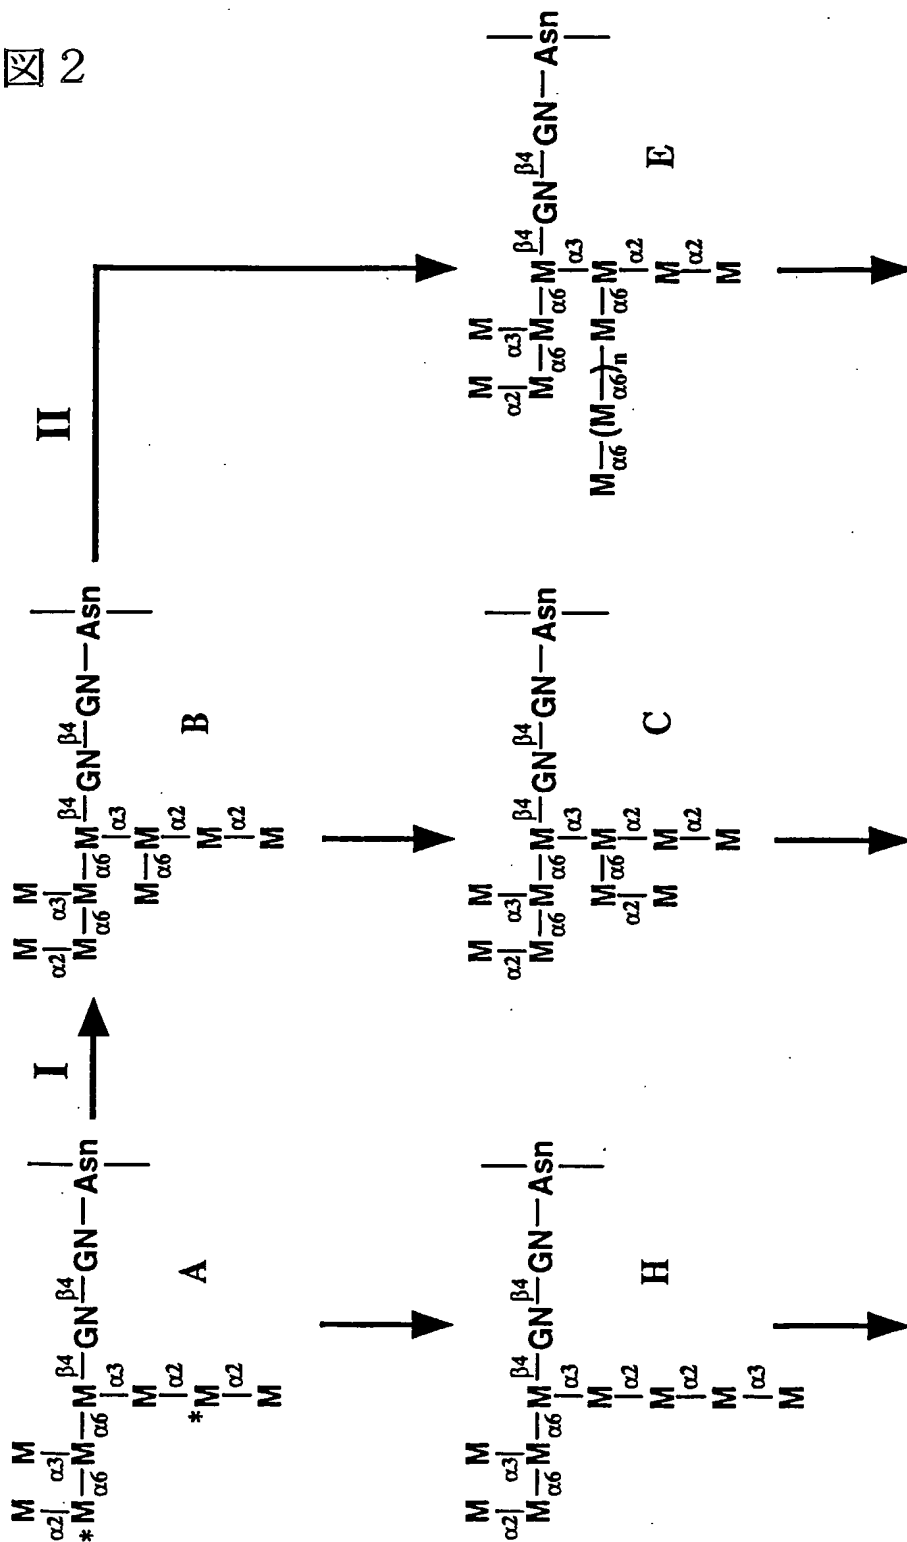 図2
I
II
M M
α2 α3 β4 β4
*M—M—M—GN—GN—Asn
α6 α6
α3
M
α2
*M
α2
M
A
M M
α2 α3 β4 β4
M—M—M—GN—GN—Asn
α6 α6
α3
M—M
α6
α2
M
α2
M
B
M M
α2 α3 β4 β4
M—M—M—GN—GN—Asn
α6 α6
α2
M
α2
M
α3
M
α3
M
H
M M
α2 α3 β4 β4
M—M—M—GN—GN—Asn
α6 α6
α3
M—M
α6
α2 α2
M M
α2
M
C
M M
α2 α3 β4 β4
M—M—M—GN—GN—Asn
α6 α6
α3
M—(M—)n M—M
α6 α6 α6
α2
M
α2
M
E